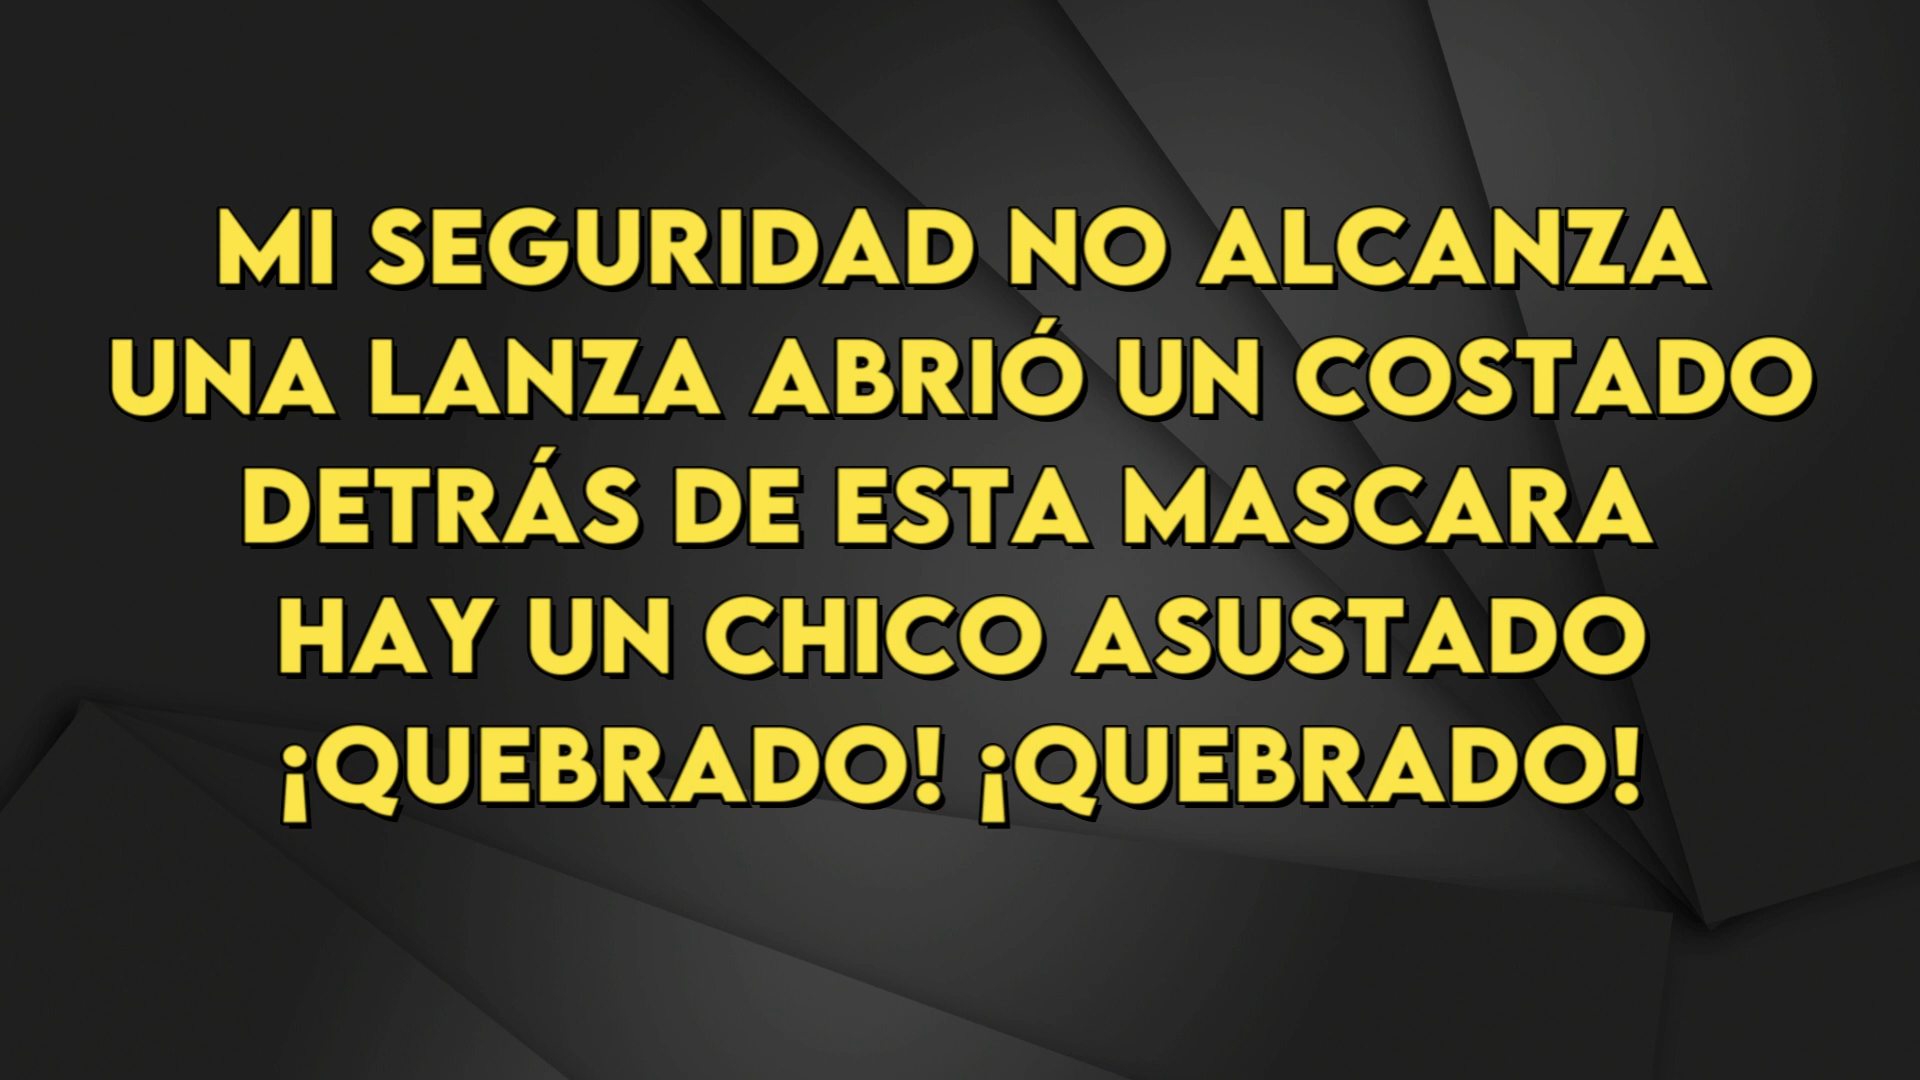 MI SEGURIDAD NO ALCANZA
UNA LANZA ABRIÓ UN COSTADO
DETRÁS DE ESTA MASCARA
HAY UN CHICO ASUSTADO
¡QUEBRADO! ¡QUEBRADO!